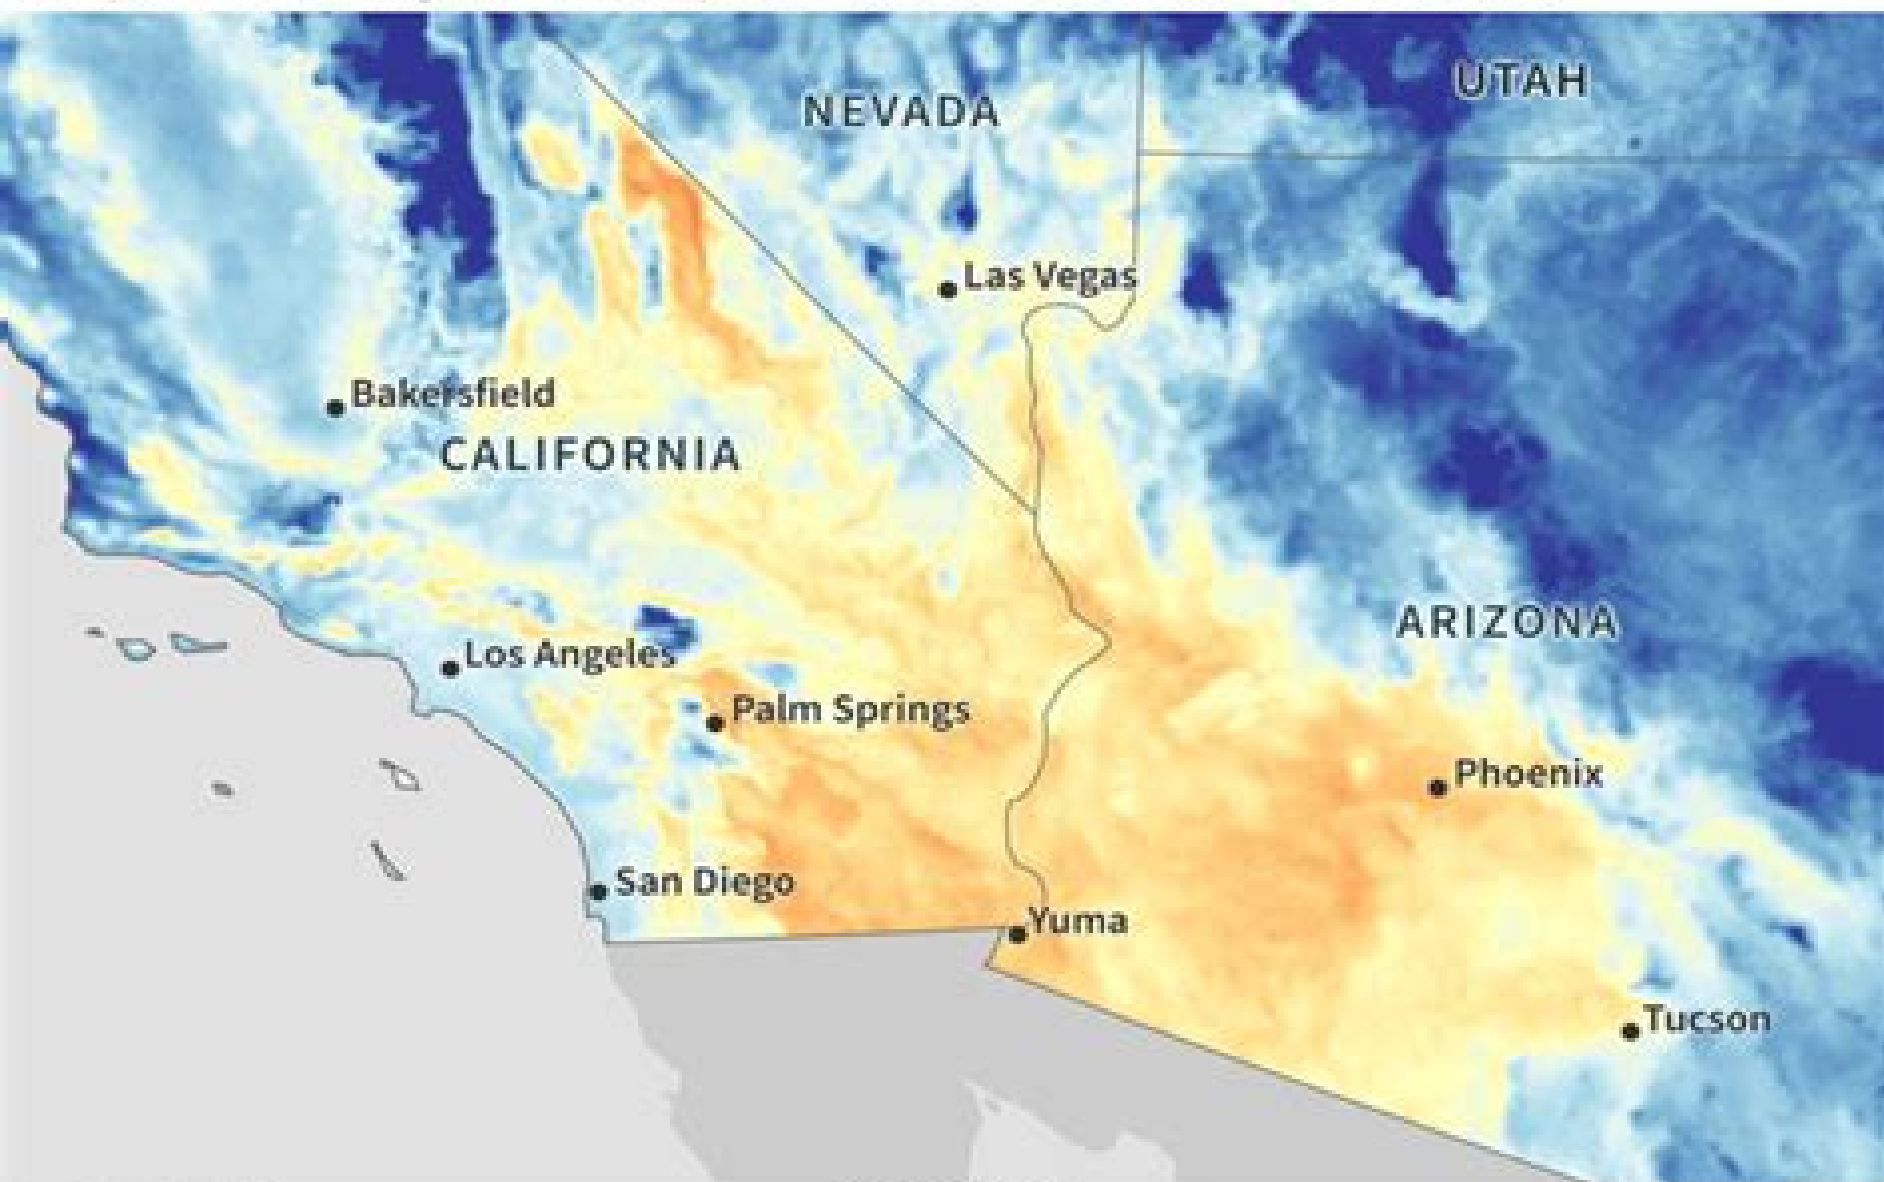 UTAH
NEVADA
Las Vegas
Bakersfield
CALIFORNIA
ARIZONA
Los Angeles
Palm Springs
Phoenix
San Diego
Yuma
Tucson